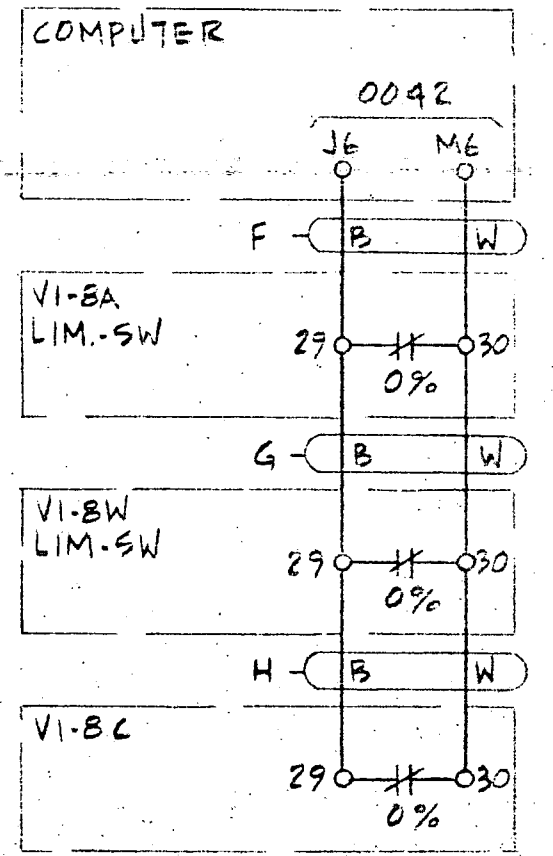 COMPUTER
0042
J6 M6
F B W
V1-8A
LIM.-SW
29 30
0%
G B W
V1-8W
LIM-SW
29 30
0%
H B W
V1-8C
29 30
0%